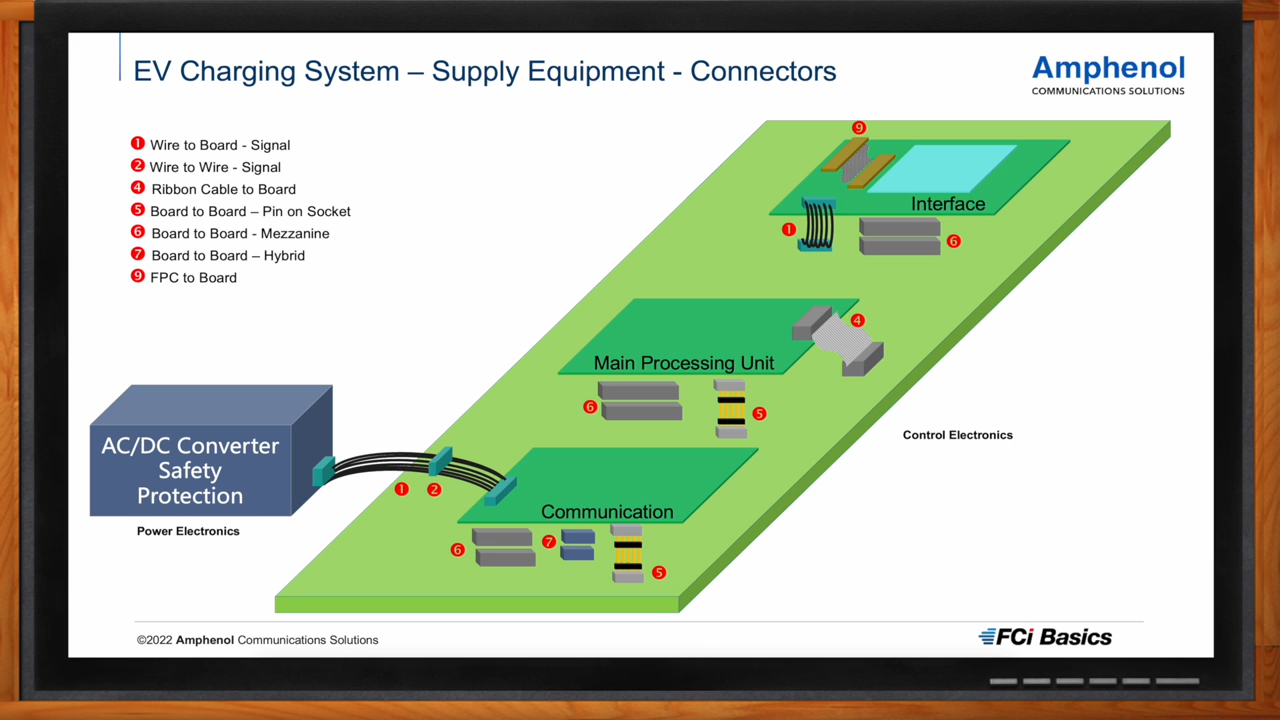 EV Charging System – Supply Equipment - Connectors
Amphenol
COMMUNICATIONS SOLUTIONS
1 Wire to Board - Signal
2 Wire to Wire - Signal
4 Ribbon Cable to Board
5 Board to Board – Pin on Socket
6 Board to Board - Mezzanine
7 Board to Board – Hybrid
9 FPC to Board
9
Interface
1
6
4
Main Processing Unit
6
5
Control Electronics
AC/DC Converter
Safety
Protection
1
2
Power Electronics
Communication
6
7
5
©2022 Amphenol Communications Solutions
FCi Basics